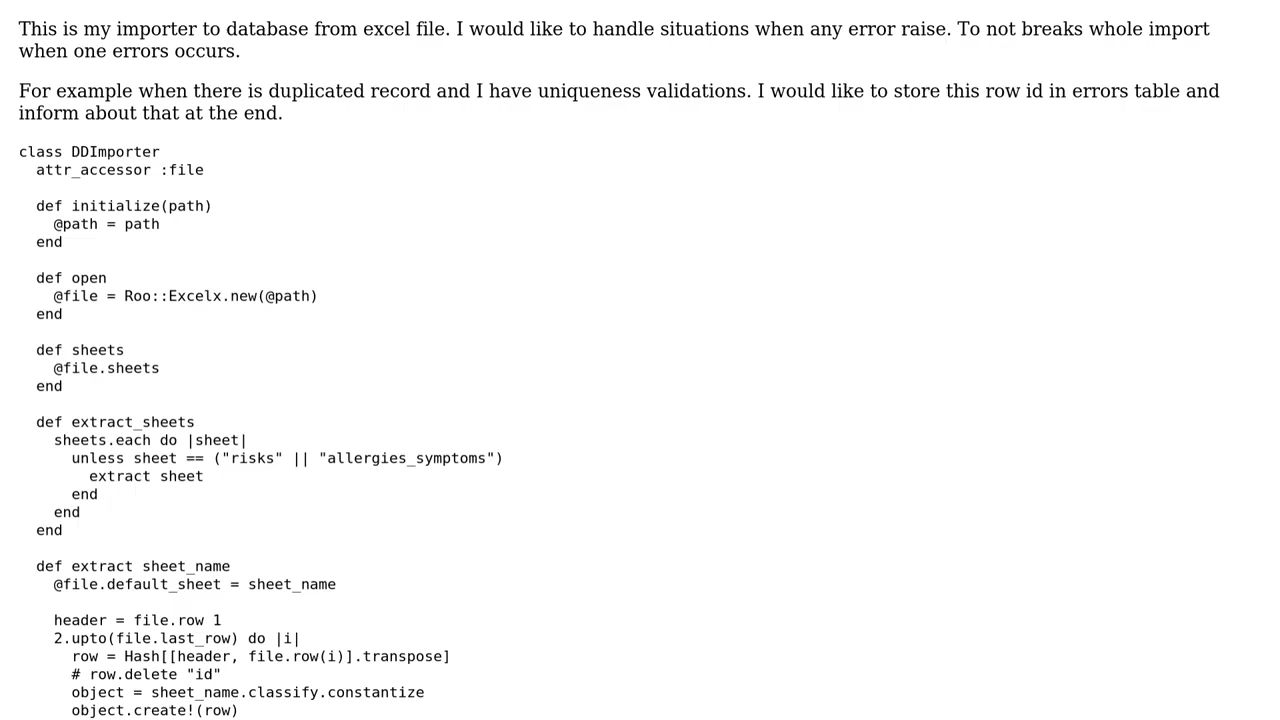 This is my importer to database from excel file. I would like to handle situations when any error raise. To not breaks whole import
when one errors occurs.
For example when there is duplicated record and I have uniqueness validations. I would like to store this row id in errors table and
inform about that at the end.
class DDImporter
  attr_accessor :file
  def initialize(path)
    @path = path
  end
  def open
    @file = Roo::Excelx.new(@path)
  end
  def sheets
    @file.sheets
  end
  def extract_sheets
    sheets.each do |sheet|
      unless sheet == ("risks" || "allergies_symptoms")
        extract sheet
      end
    end
  end
  def extract sheet_name
    @file.default_sheet = sheet_name
    header = file.row 1
    2.upto(file.last_row) do |i|
      row = Hash[[header, file.row(i)].transpose]
      # row.delete "id"
      object = sheet_name.classify.constantize
      object.create!(row)